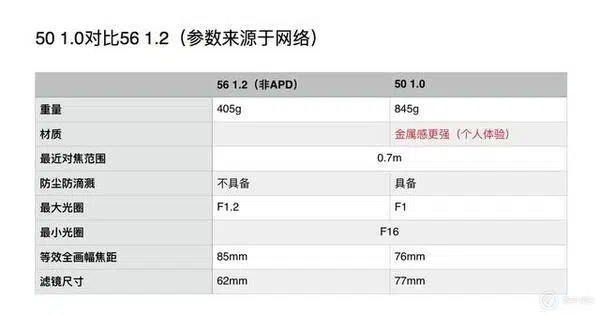 50 1.0对比56 1.2（参数来源于网络）
56 1.2（非APD） 50 1.0
重量 405g 845g
材质 金属感更强（个人体验）
最近对焦范围 0.7m
防尘防滴溅 不具备 具备
最大光圈 F1.2 F1
最小光圈 F16
等效全画幅焦距 85mm 76mm
滤镜尺寸 62mm 77mm